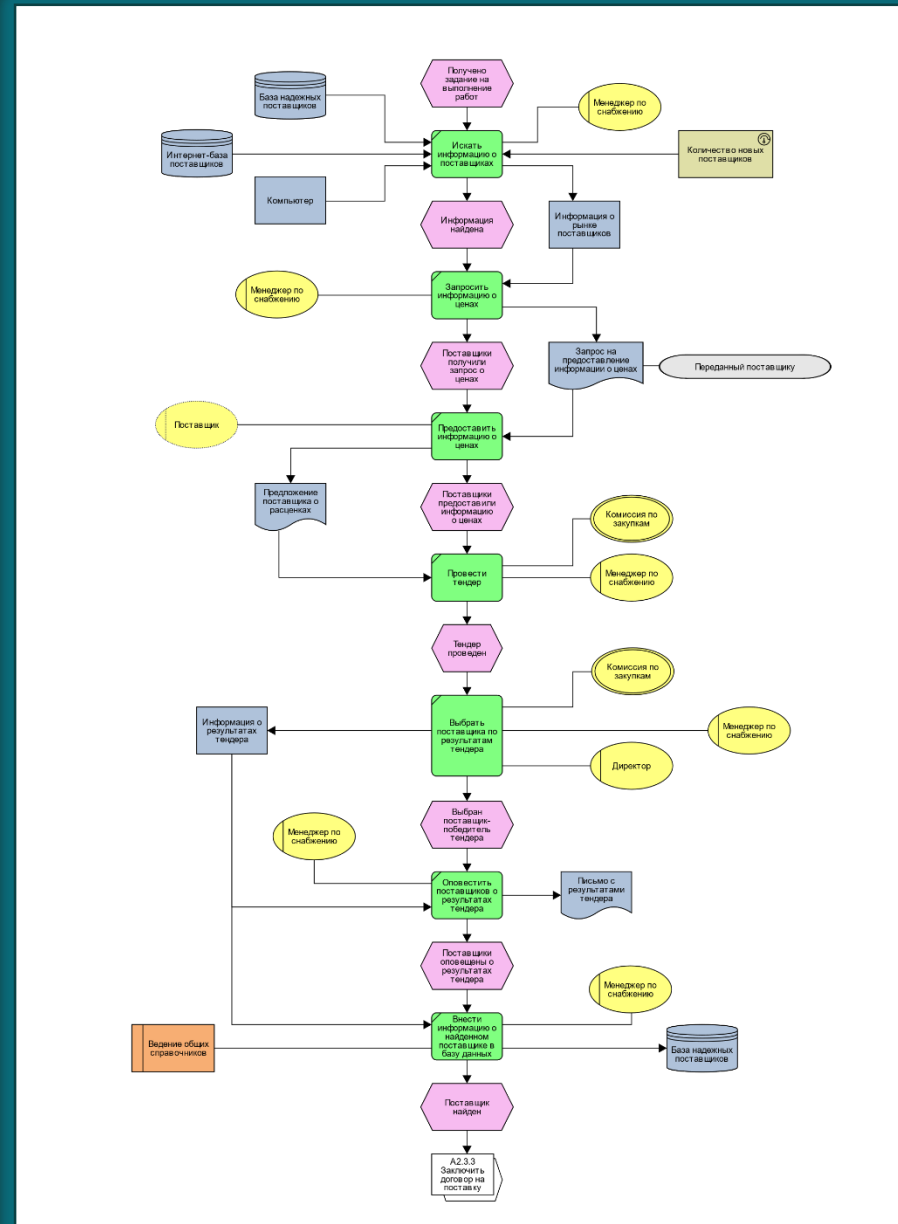 Получено
задание на
выполнение
работ
База надежных
поставщиков
Менеджер по
снабжению
Искать
информацию о
поставщиках
Интернет-база
поставщиков
Количество новых
поставщиков
Компьютер
Информация
найдена
Информация о
рынке
поставщиков
Менеджер по
снабжению
Запросить
информацию о
ценах
Поставщики
получили
запрос о
ценах
Запрос на
предоставление
информации о ценах
Переданный поставщику
Поставщик
Предоставить
информацию о
ценах
Предложение
поставщика о
расценках
Поставщики
предоставили
информацию
о ценах
Комиссия по
закупкам
Провести
тендер
Менеджер по
снабжению
Тендер
проведен
Комиссия по
закупкам
Информация о
результатах
тендера
Выбрать
поставщика по
результатам
тендера
Менеджер по
снабжению
Директор
Выбран
поставщик-
победитель
тендера
Менеджер по
снабжению
Оповестить
поставщиков о
результатах
тендера
Письмо с
результатами
тендера
Поставщики
оповещены о
результатах
тендера
Менеджер по
снабжению
Ведение общих
справочников
Внести
информацию о
найденном
поставщике в
базу данных
База надежных
поставщиков
Поставщик
найден
A2.3.3
Заключить
договор на
поставку